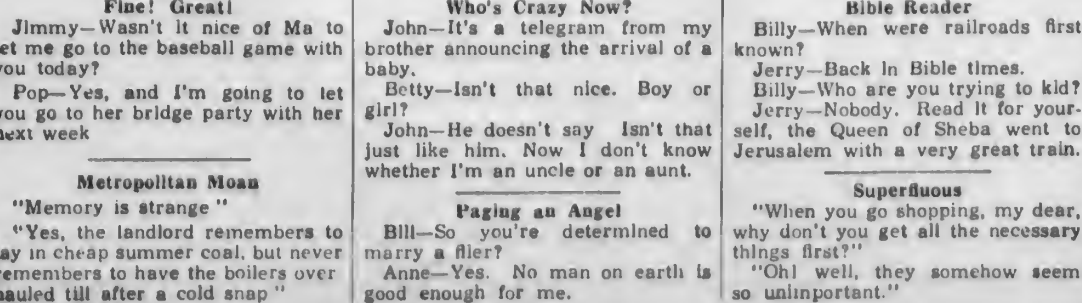 Fine! Great!
Jimmy—Wasn't it nice of Ma to
let me go to the baseball game with
you today?
Pop—Yes, and I'm going to let
you go to her bridge party with her
next week
Metropolitan Moan
"Memory is strange "
"Yes, the landlord remembers to
lay in cheap summer coal, but never
remembers to have the boilers over
hauled till after a cold snap "
Who's Crazy Now?
John—It's a telegram from my
brother announcing the arrival of a
baby.
Betty—Isn't that nice. Boy or
girl?
John—He doesn't say Isn't that
just like him. Now I don't know
whether I'm an uncle or an aunt.
Paging an Angel
Bill—So you're determined to
marry a flier?
Anne—Yes. No man on earth is
good enough for me.
Bible Reader
Billy—When were railroads first
known?
Jerry—Back in Bible times.
Billy—Who are you trying to kid?
Jerry—Nobody. Read it for your-
self, the Queen of Sheba went to
Jerusalem with a very great train.
Superfluous
"When you go shopping, my dear,
why don't you get all the necessary
things first?"
"Oh! well, they somehow seem
so unimportant."